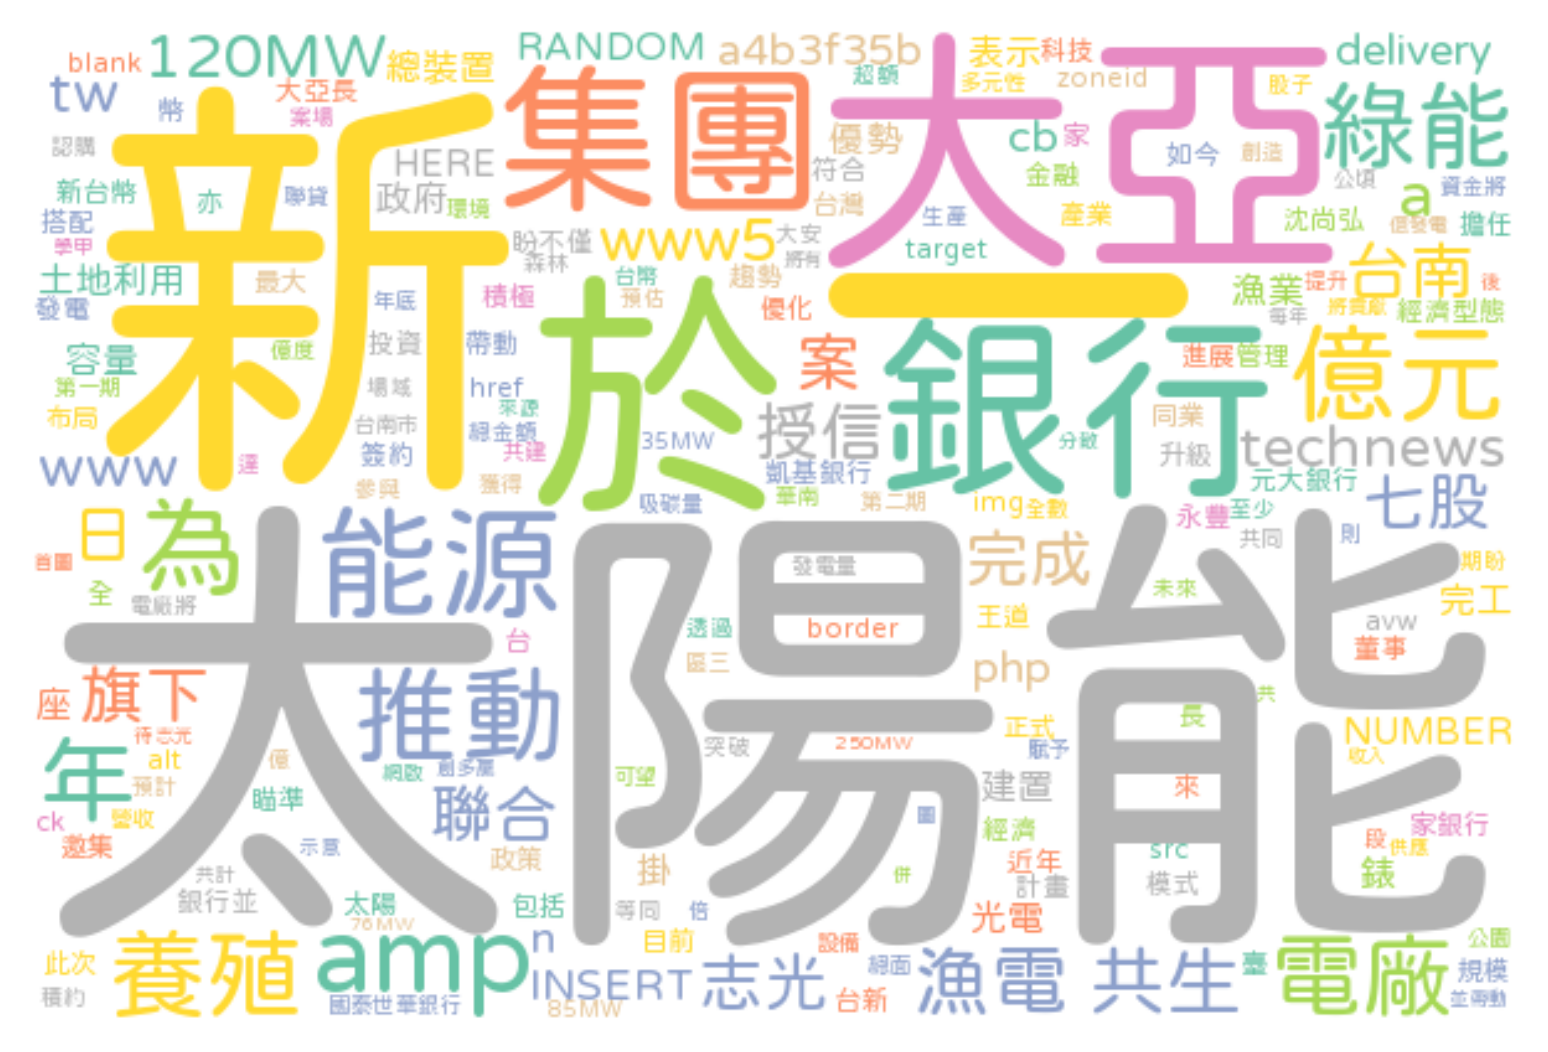 blank 120MW 總裝置 RANDOM a4b3f35b 表示 科技 delivery
tw 幣 大亞長 案場 集團 超額 大亞 多元性 zoneid 股子 綠能
認購 新 HERE 優勢 cb 家 如今 創造
新台幣 亦 聯貸 政府 環境 符合 金融 公頃 a 資金將
搭配 台灣 生產 產業 沈尚弘 億發電 擔任
學甲 盼不僅 www5 大安 target
土地利用 最大 森林 台幣 趨勢 將有 一 漁業 提升 台南 後
發電 年底 積極 預估 優化 每年 將貢獻 經濟型態
容量 億度 投資 帶動 於 案 銀行 進展 管理 億元
第一期 場域 href
布局 台南市 來源 總金額 授信 同業
www 達 簽約 共建 35MW 分散 升級 technews
參與 獲得 凱基銀行 元大銀行
吸碳量 華南 第二期 img 全數 永豐 至少 七股
日 為 能源 完成 共同 則
首圖 太陽能 發電量 期盼
全 電廠將 未來 完工
台 透過 border 王道 avw
區三 php 董事
座 旗下 推動 共
長 正式 NUMBER
年 待志光 突破 250MW 賦予 收入
alt 億 網啟 創多屋 可望
預計 瞄準 建置 來
ck 營收 聯合 圖 經濟 家銀行
邀集 示意 政策 近年 src 段 供應
共計 掛 併 計畫 模式 錶
銀行並 太陽 包括 等同 倍 光電
76MW
此次 養殖 amp n 目前 設備 漁電 共生 臺 電廠 公園
INSERT 志光 總面 規模
積約 國泰世華銀行 85MW 台新 並帶動